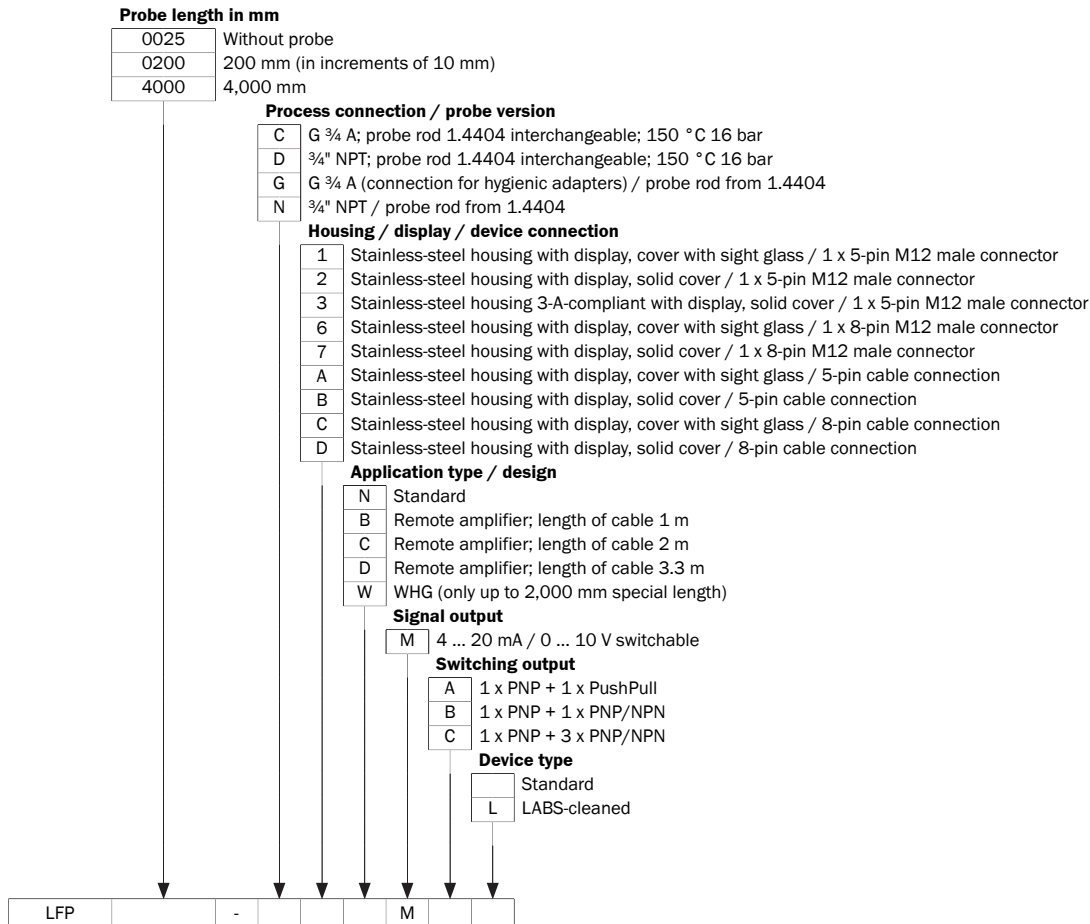 Probe length in mm
0025 Without probe
0200 200 mm (in increments of 10 mm)
4000 4,000 mm
Process connection / probe version
C G ¾ A; probe rod 1.4404 interchangeable; 150 °C 16 bar
D ¾" NPT; probe rod 1.4404 interchangeable; 150 °C 16 bar
G G ¾ A (connection for hygienic adapters) / probe rod from 1.4404
N ¾" NPT / probe rod from 1.4404
Housing / display / device connection
1 Stainless-steel housing with display, cover with sight glass / 1 x 5-pin M12 male connector
2 Stainless-steel housing with display, solid cover / 1 x 5-pin M12 male connector
3 Stainless-steel housing 3-A-compliant with display, solid cover / 1 x 5-pin M12 male connector
6 Stainless-steel housing with display, cover with sight glass / 1 x 8-pin M12 male connector
7 Stainless-steel housing with display, solid cover / 1 x 8-pin M12 male connector
A Stainless-steel housing with display, cover with sight glass / 5-pin cable connection
B Stainless-steel housing with display, solid cover / 5-pin cable connection
C Stainless-steel housing with display, cover with sight glass / 8-pin cable connection
D Stainless-steel housing with display, solid cover / 8-pin cable connection
Application type / design
N Standard
B Remote amplifier; length of cable 1 m
C Remote amplifier; length of cable 2 m
D Remote amplifier; length of cable 3.3 m
W WHG (only up to 2,000 mm special length)
Signal output
M 4 ... 20 mA / 0 ... 10 V switchable
Switching output
A 1 x PNP + 1 x PushPull
B 1 x PNP + 1 x PNP/NPN
C 1 x PNP + 3 x PNP/NPN
Device type
Standard
L LABS-cleaned
LFP - M